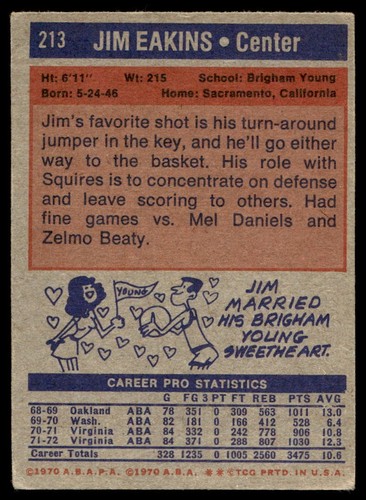 213 JIM EAKINS • Center
Ht: 6'11" Wt: 215 School: Brigham Young
Born: 5-24-46 Home: Sacramento, California
Jim's favorite shot is his turn-around
jumper in the key, and he'll go either
way to the basket. His role with
Squires is to concentrate on defense
and leave scoring to others. Had
fine games vs. Mel Daniels and
Zelmo Beaty.
YOUNG
JIM
MARRIED
HIS BRIGHAM
YOUNG
SWEETHEART.
CAREER PRO STATISTICS
G FG 3 PT FT REB PTS AVG
68-69 Oakland ABA 78 351 0 309 563 1011 13.0
69-70 Wash. ABA 82 181 0 166 412 528 6.4
70-71 Virginia ABA 84 332 0 242 778 906 10.8
71-72 Virginia ABA 84 371 0 288 807 1030 12.3
Career Totals 328 1235 0 1005 2560 3475 10.6
©1970 A.B.A.P.A. ©1970 A.B.A. ✱✱ ©TCG PRTD. IN U.S.A.